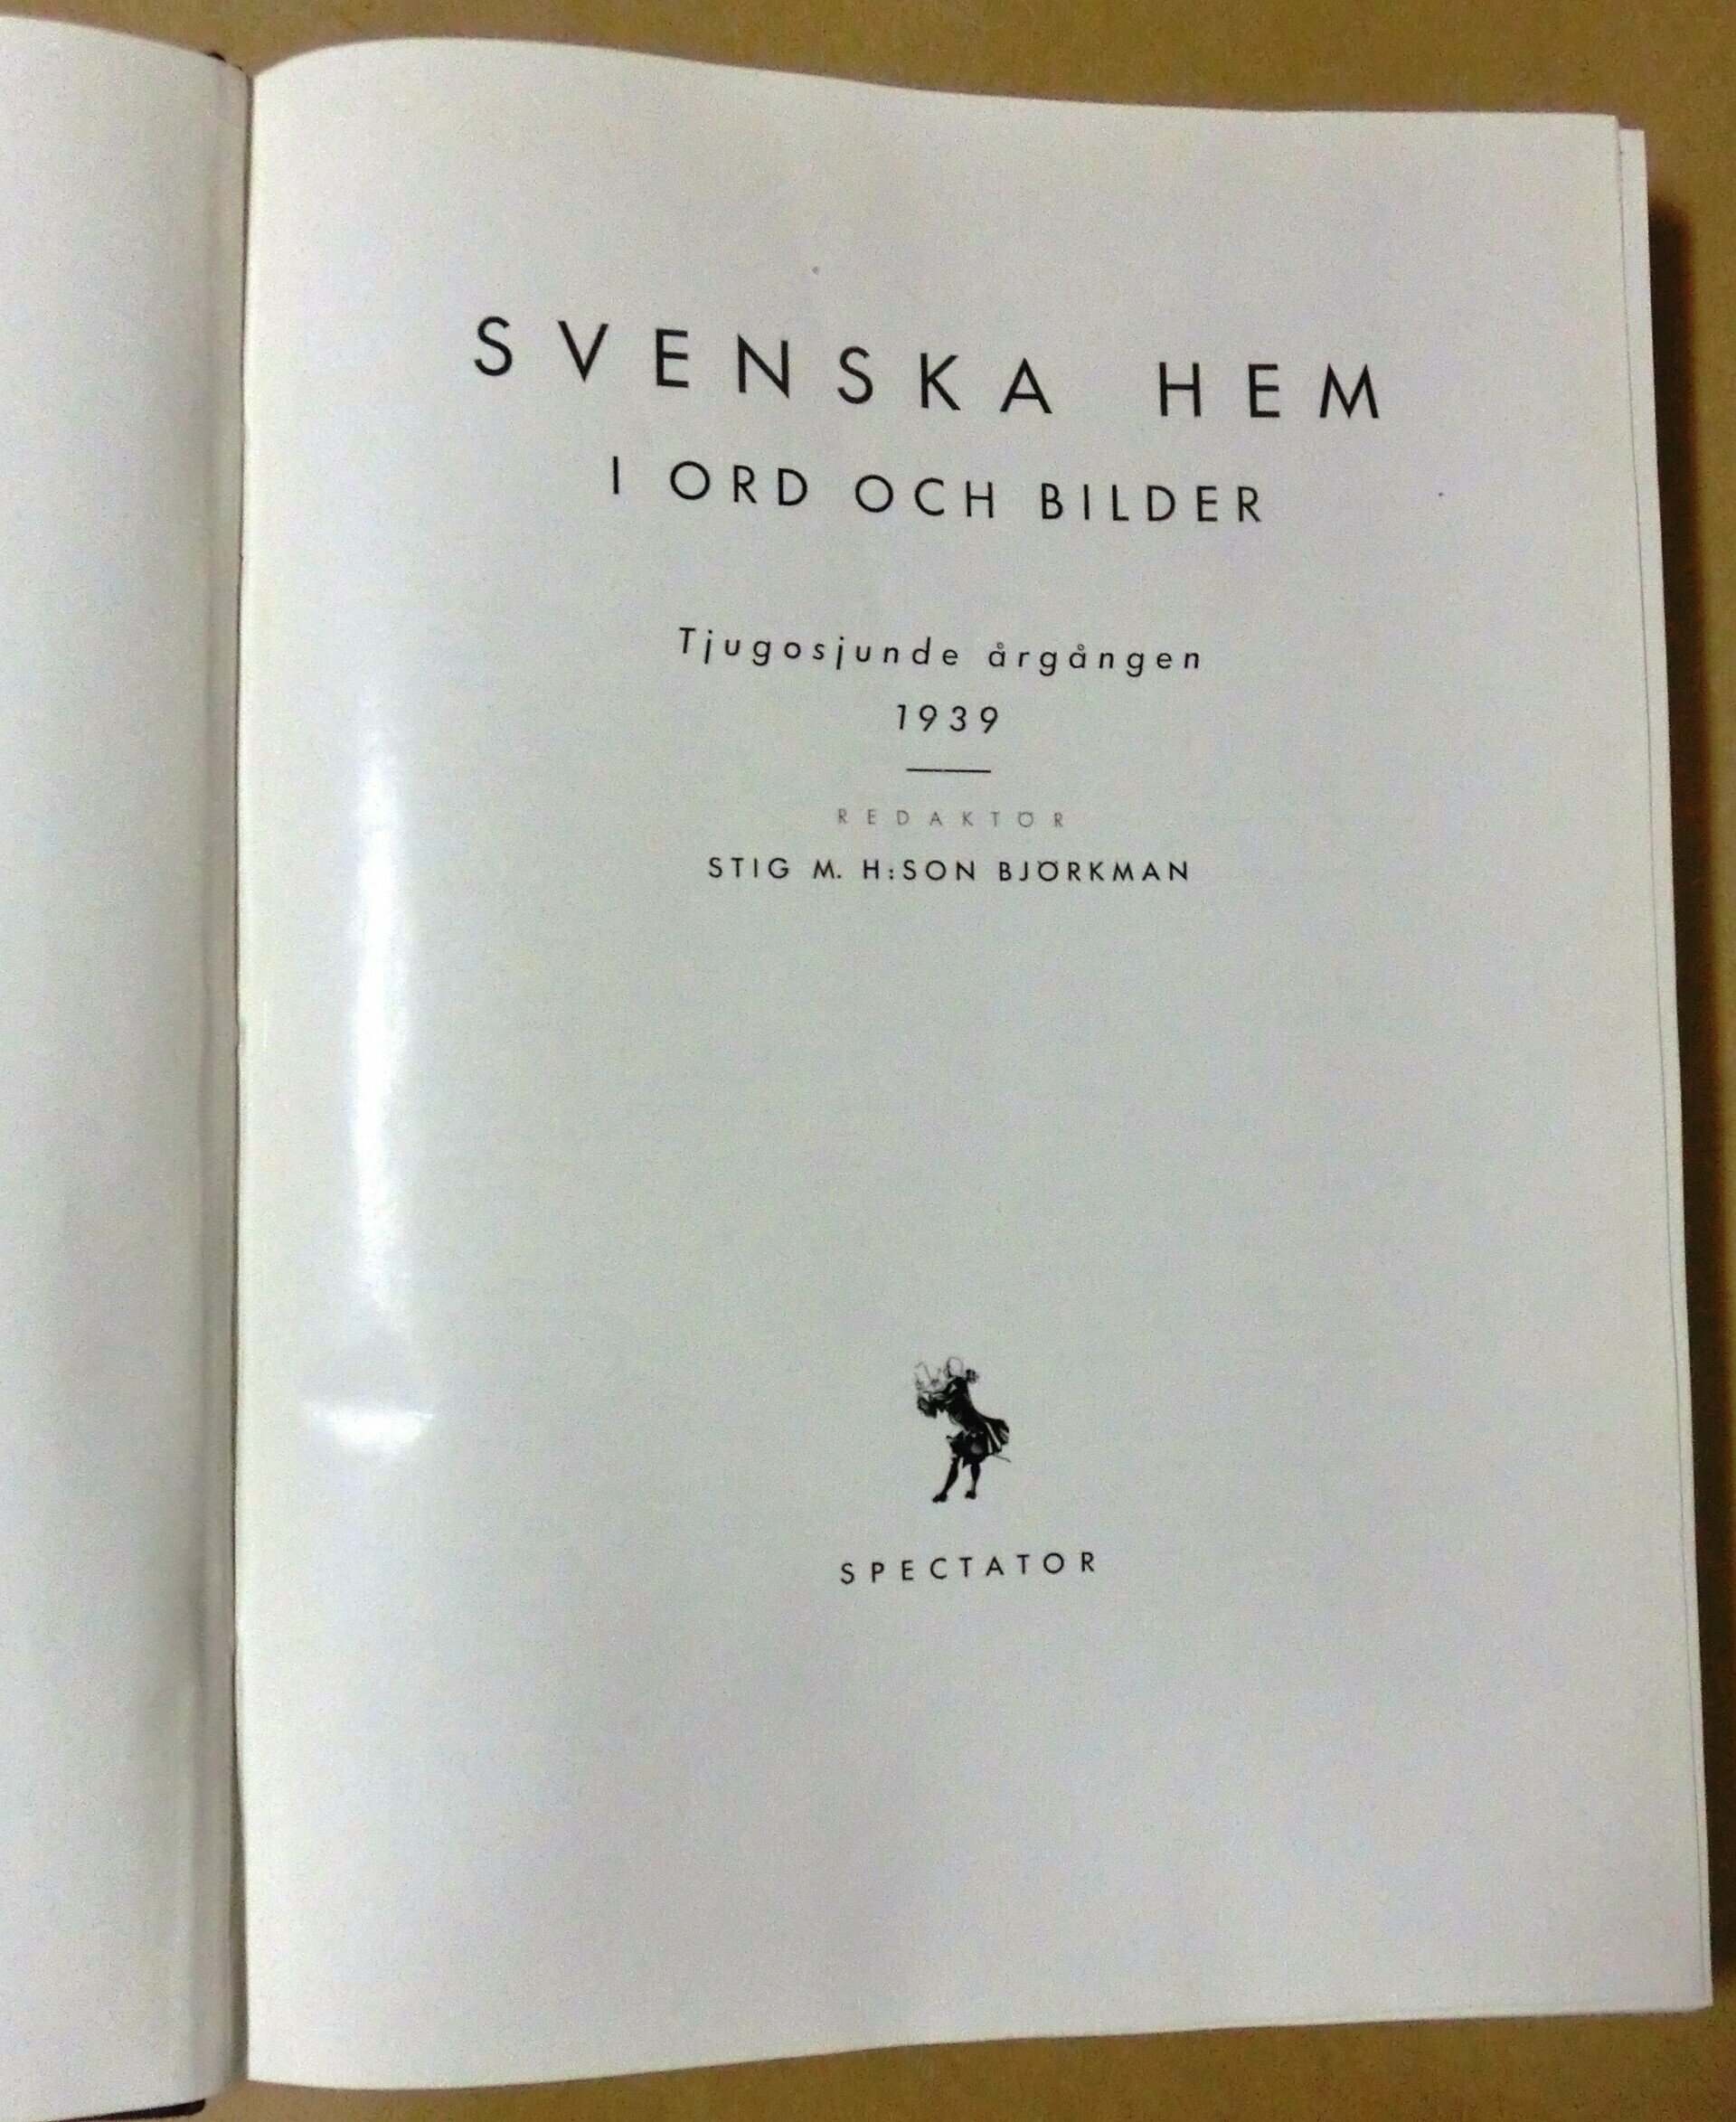 SVENSKA HEM
I ORD OCH BILDER
Tjugosjunde årgången
1939
REDAKTÖR
STIG M. H:SON BJÖRKMAN
SPECTATOR